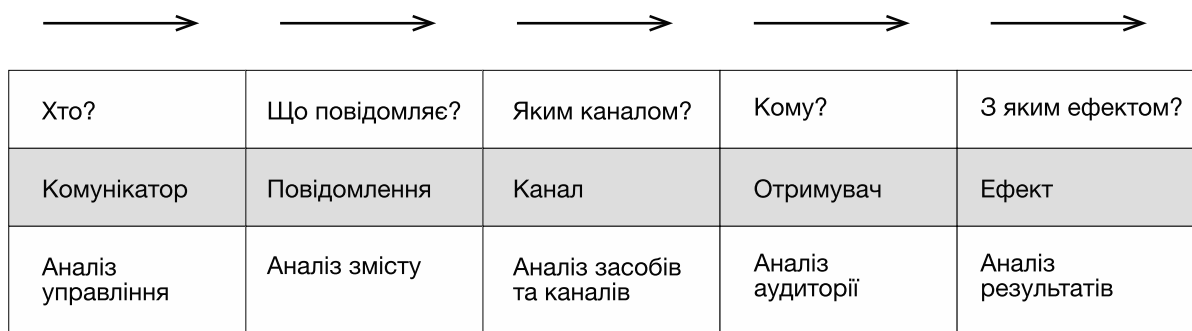 Хто?
Що повідомляє?
Яким каналом?
Кому?
З яким ефектом?
Комунікатор
Повідомлення
Канал
Отримувач
Ефект
Аналіз
управління
Аналіз змісту
Аналіз засобів
та каналів
Аналіз
аудиторії
Аналіз
результатів